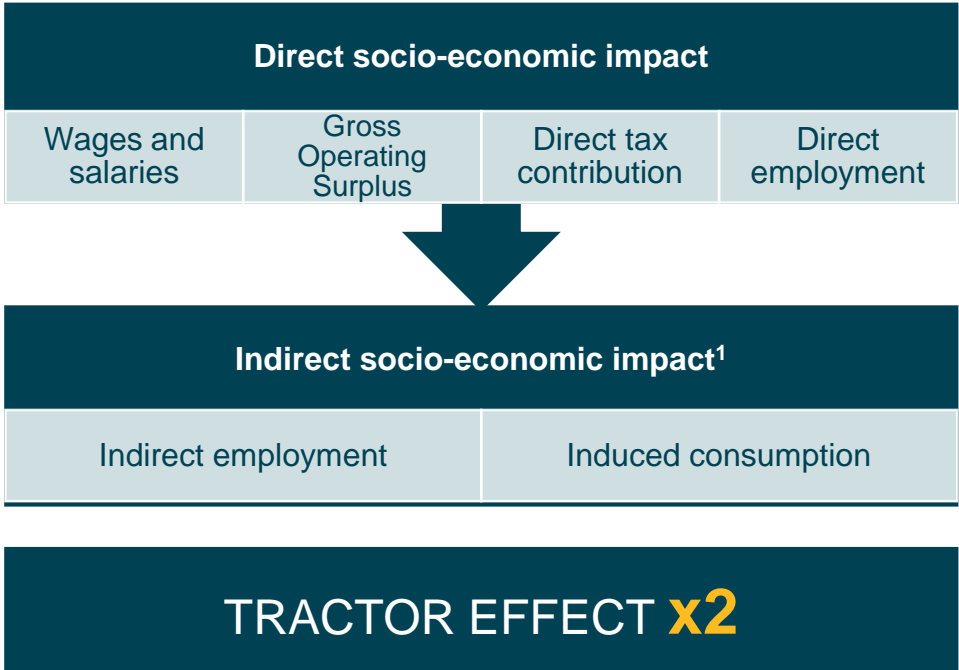 Direct socio-economic impact
Wages and
salaries
Gross
Operating
Surplus
Direct tax
contribution
Direct
employment
Indirect socio-economic impact¹
Indirect employment
Induced consumption
TRACTOR EFFECT x2